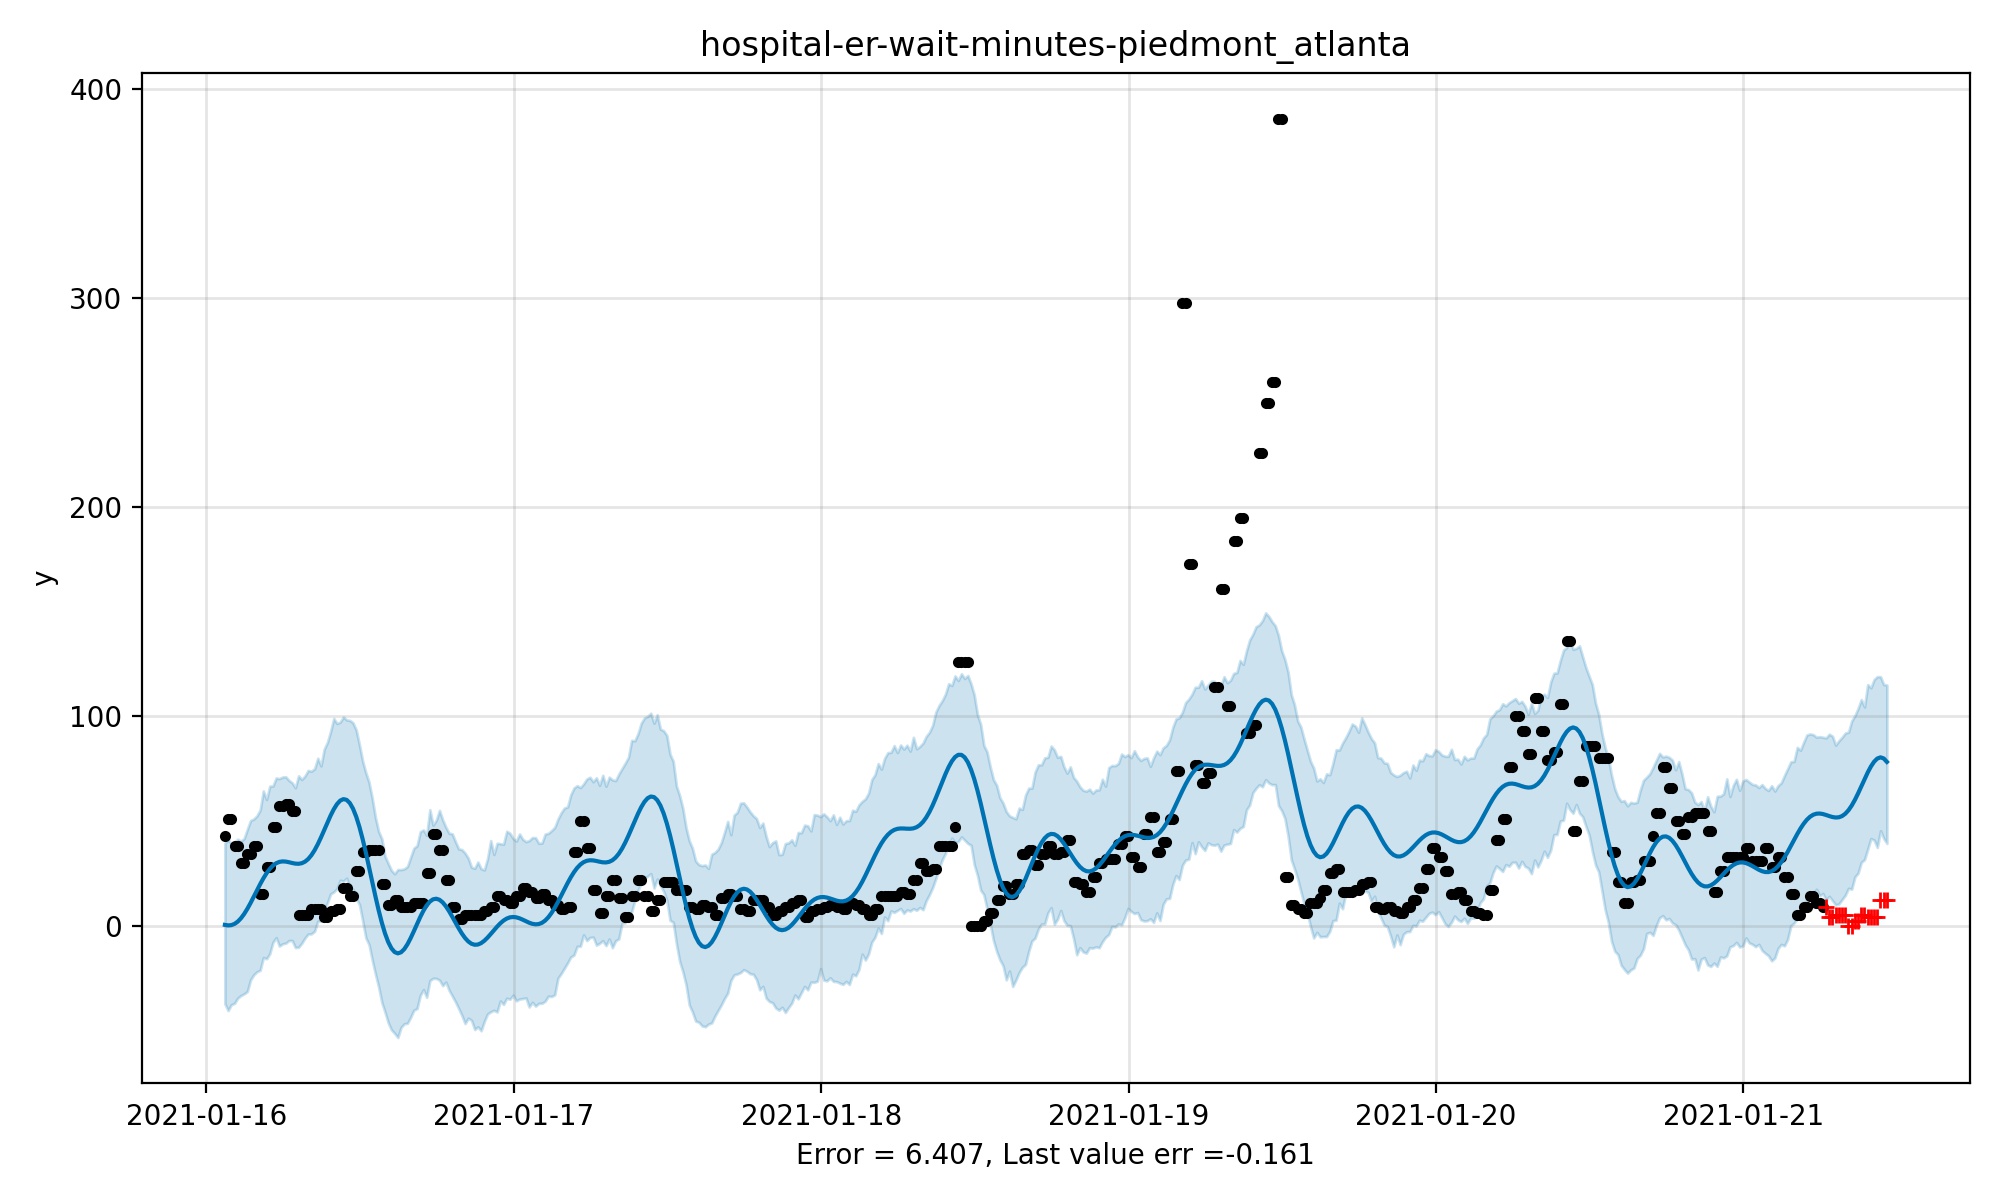 hospital-er-wait-minutes-piedmont_atlanta
400
300
200
100
0
y
2021-01-16 2021-01-17 2021-01-18 2021-01-19 2021-01-20 2021-01-21
Error = 6.407, Last value err =-0.161